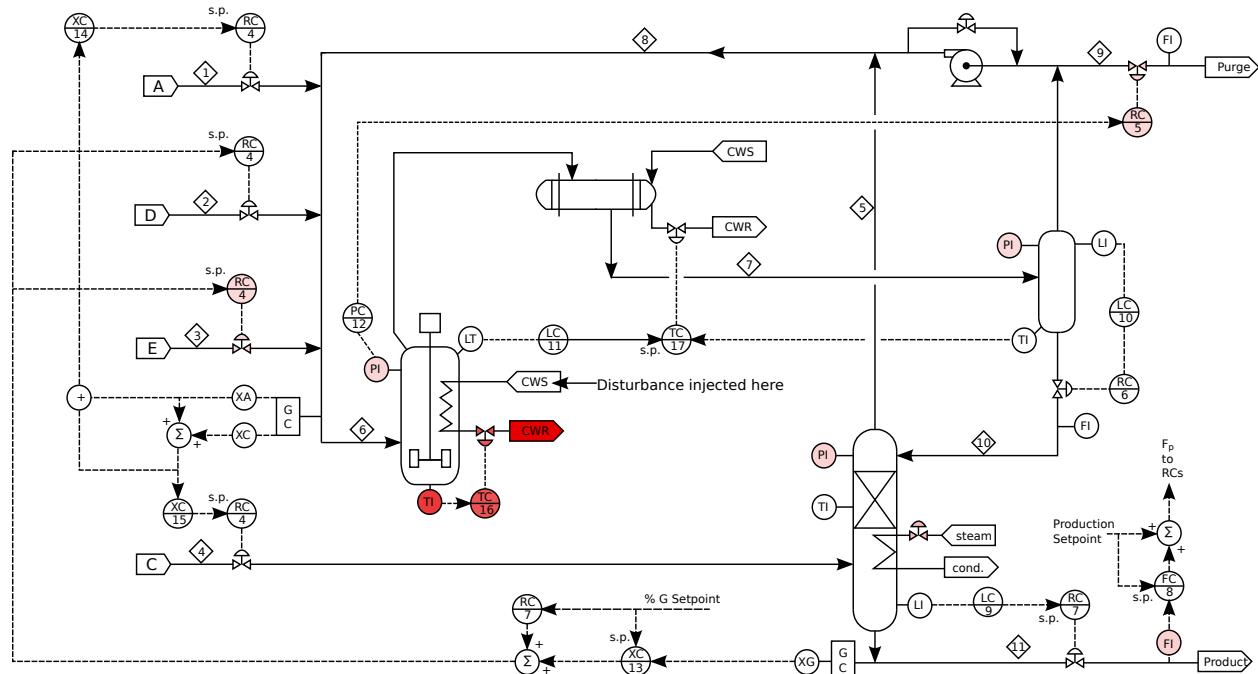 s.p.
XC
14
RC
4
8
FI
9
1
A
Purge
s.p.
RC
4
RC
5
CWS
2
D
5
CWR
PI
LI
7
s.p.
RC
4
PC
12
LC
10
3
E
LT
LC
11
s.p.
TC
17
TI
PI
CWS
Disturbance injected here
RC
6
+
XA
G
C
+
Σ
+
XC
6
CWR
FI
10
PI
Fp
to
RCs
s.p.
XC
15
RC
4
TI
TC
16
TI
Production
Setpoint
+
Σ
+
steam
4
C
cond.
s.p.
FC
8
% G Setpoint
RC
7
LI
LC
9
RC
7
s.p.
s.p.
+
Σ
+
XC
13
XG
G
C
11
FI
Product